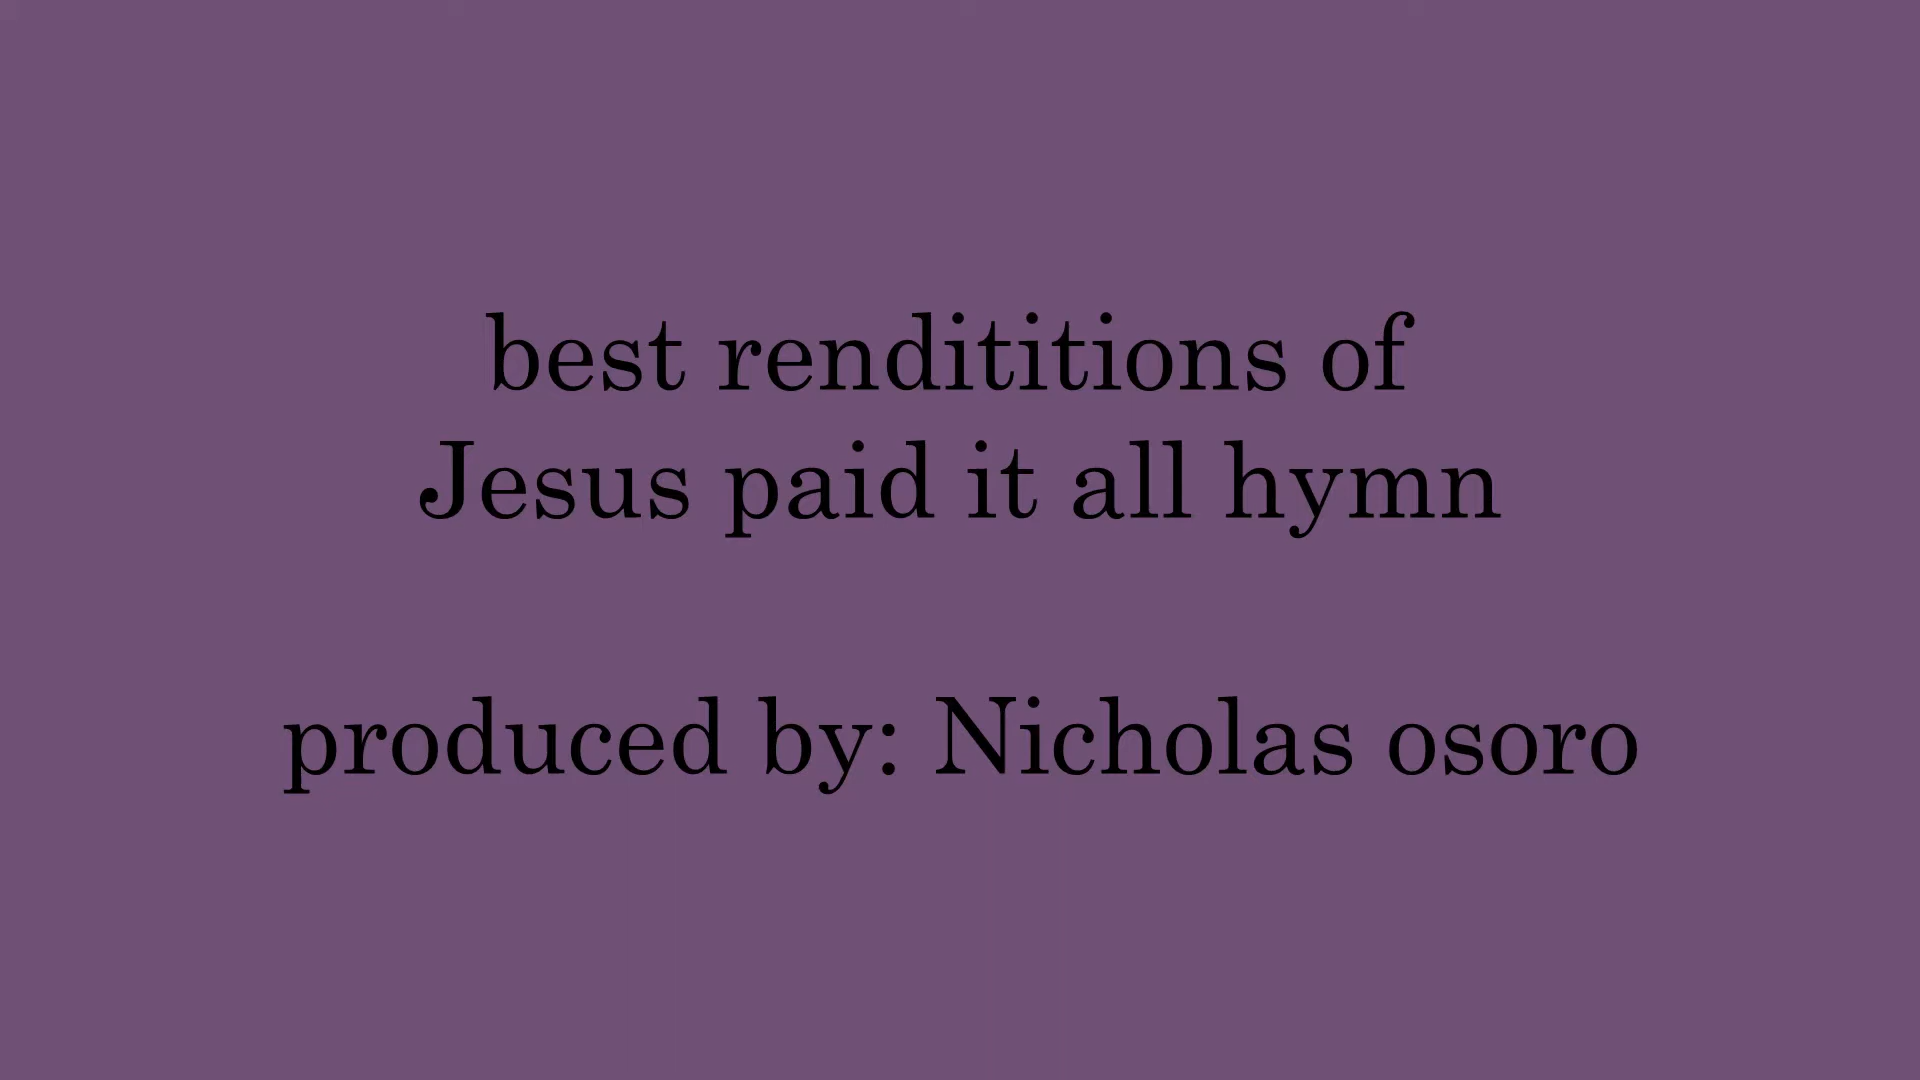 best rendititions of
Jesus paid it all hymn
produced by: Nicholas osoro